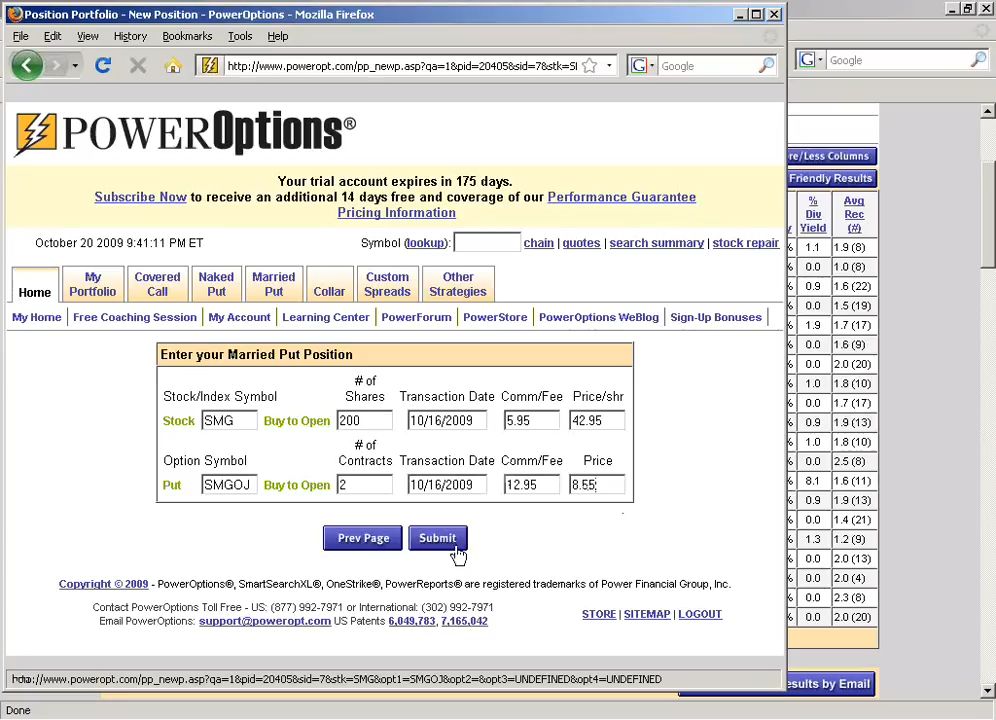 Position Portfolio - New Position - PowerOptions - Mozilla Firefox
File Edit View History Bookmarks Tools Help
http://www.poweropt.com/pp_newp.asp?qa=1&pid=20405&sid=7&stk=SI
Google
Google
POWEROptions®
Your trial account expires in 175 days.
Subscribe Now to receive an additional 14 days free and coverage of our Performance Guarantee
Pricing Information
October 20 2009 9:41:11 PM ET
Symbol (lookup): chain | quotes | search summary | stock repair
Home
My Portfolio
Covered Call
Naked Put
Married Put
Collar
Custom Spreads
Other Strategies
My Home | Free Coaching Session | My Account | Learning Center | PowerForum | PowerStore | PowerOptions WeBlog | Sign-Up Bonuses |
Enter your Married Put Position
Stock/Index Symbol # of Shares Transaction Date Comm/Fee Price/shr
Stock SMG Buy to Open 200 10/16/2009 5.95 42.95
Option Symbol # of Contracts Transaction Date Comm/Fee Price
Put SMGOJ Buy to Open 2 10/16/2009 12.95 8.55
Prev Page Submit
Copyright © 2009 - PowerOptions®, SmartSearchXL®, OneStrike®, PowerReports® are registered trademarks of Power Financial Group, Inc.
Contact PowerOptions Toll Free - US: (877) 992-7971 or International: (302) 992-7971
Email PowerOptions: support@poweropt.com US Patents 6,049,783, 7,165,042
STORE | SITEMAP | LOGOUT
http://www.poweropt.com/pp_newp.asp?qa=1&pid=20405&sid=7&stk=SMG&opt1=SMGOJ&opt2=&opt3=UNDEFINED&opt4=UNDEFINED
re/Less Columns
Friendly Results
% Div Yield
Avg Rec (#)
% 1.1 1.9 (8)
% 0.0 1.0 (8)
% 0.9 1.6 (22)
% 0.0 1.5 (19)
% 1.9 1.7 (17)
% 0.0 1.6 (9)
% 0.0 2.0 (20)
% 1.0 1.8 (10)
% 0.0 1.7 (17)
% 0.9 1.9 (13)
% 1.0 1.8 (10)
% 0.0 2.5 (8)
% 8.1 1.6 (11)
% 0.9 1.9 (13)
% 0.0 1.4 (21)
% 1.3 1.2 (9)
% 0.0 2.0 (13)
% 0.0 2.0 (4)
% 0.0 2.3 (8)
% 0.0 2.0 (20)
esults by Email
Done